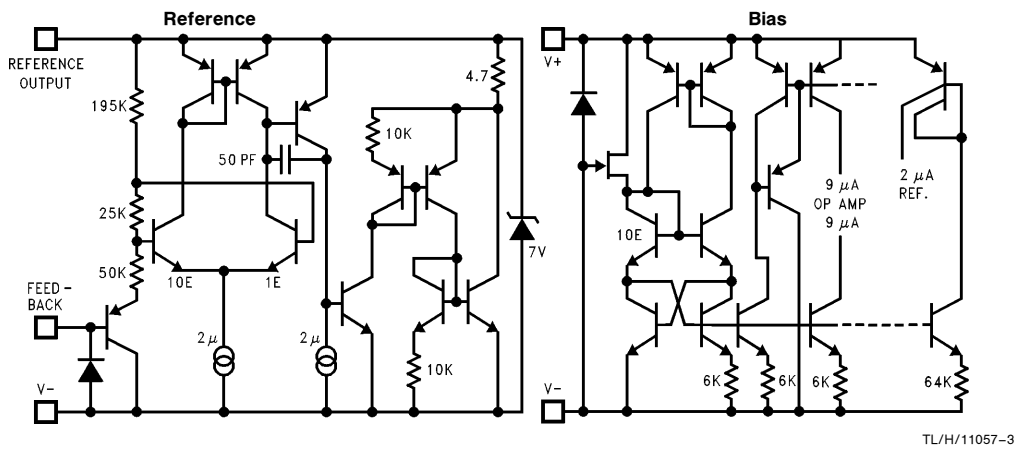 Reference
Bias
REFERENCE
OUTPUT
V+
4.7
195K
10K
50 PF
2 μA
REF.
9 μA
OP AMP
9 μA
25K
10E
7V
50K
10E
1E
FEED-
BACK
2μ
2μ
10K
6K
6K
6K
64K
V-
V-
TL/H/11057-3